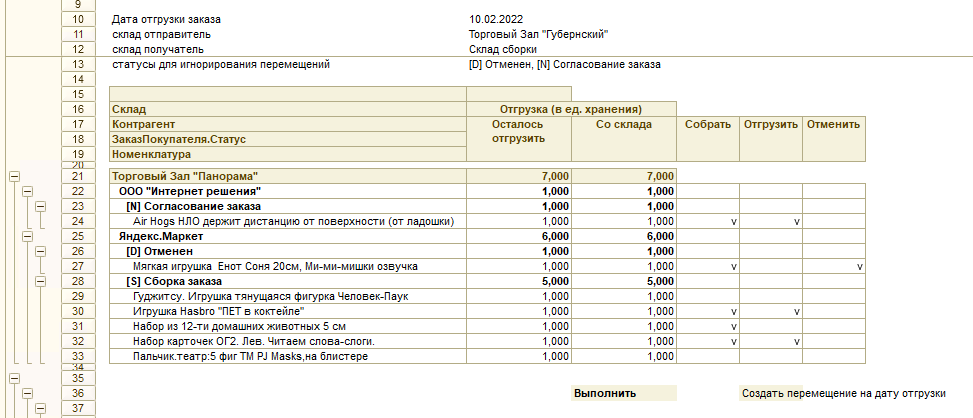 9
10 Дата отгрузки заказа 10.02.2022
11 склад отправитель Торговый Зал "Губернский"
12 склад получатель Склад сборки
13 статусы для игнорирования перемещений [D] Отменен, [N] Согласование заказа
14
15
16 Склад Отгрузка (в ед. хранения)
17 Контрагент Осталось отгрузить Со склада Собрать Отгрузить Отменить
18 ЗаказПокупателя.Статус
19 Номенклатура
20
21 Торговый Зал "Панорама" 7,000 7,000
22 ООО "Интернет решения" 1,000 1,000
23 [N] Согласование заказа 1,000 1,000
24 Air Hogs НЛО держит дистанцию от поверхности (от ладошки) 1,000 1,000 v v
25 Яндекс.Маркет 6,000 6,000
26 [D] Отменен 1,000 1,000
27 Мягкая игрушка Енот Соня 20см, Ми-ми-мишки озвучка 1,000 1,000 v v
28 [S] Сборка заказа 5,000 5,000
29 Гуджитсу. Игрушка тянущаяся фигурка Человек-Паук 1,000 1,000
30 Игрушка Hasbro "ПЕТ в коктейле" 1,000 1,000 v v
31 Набор из 12-ти домашних животных 5 см 1,000 1,000 v
32 Набор карточек ОГ2. Лев. Читаем слова-слоги. 1,000 1,000 v v
33 Пальчик.театр:5 фиг ТМ PJ Masks,на блистере 1,000 1,000
34
35
36 Выполнить Создать перемещение на дату отгрузки
37